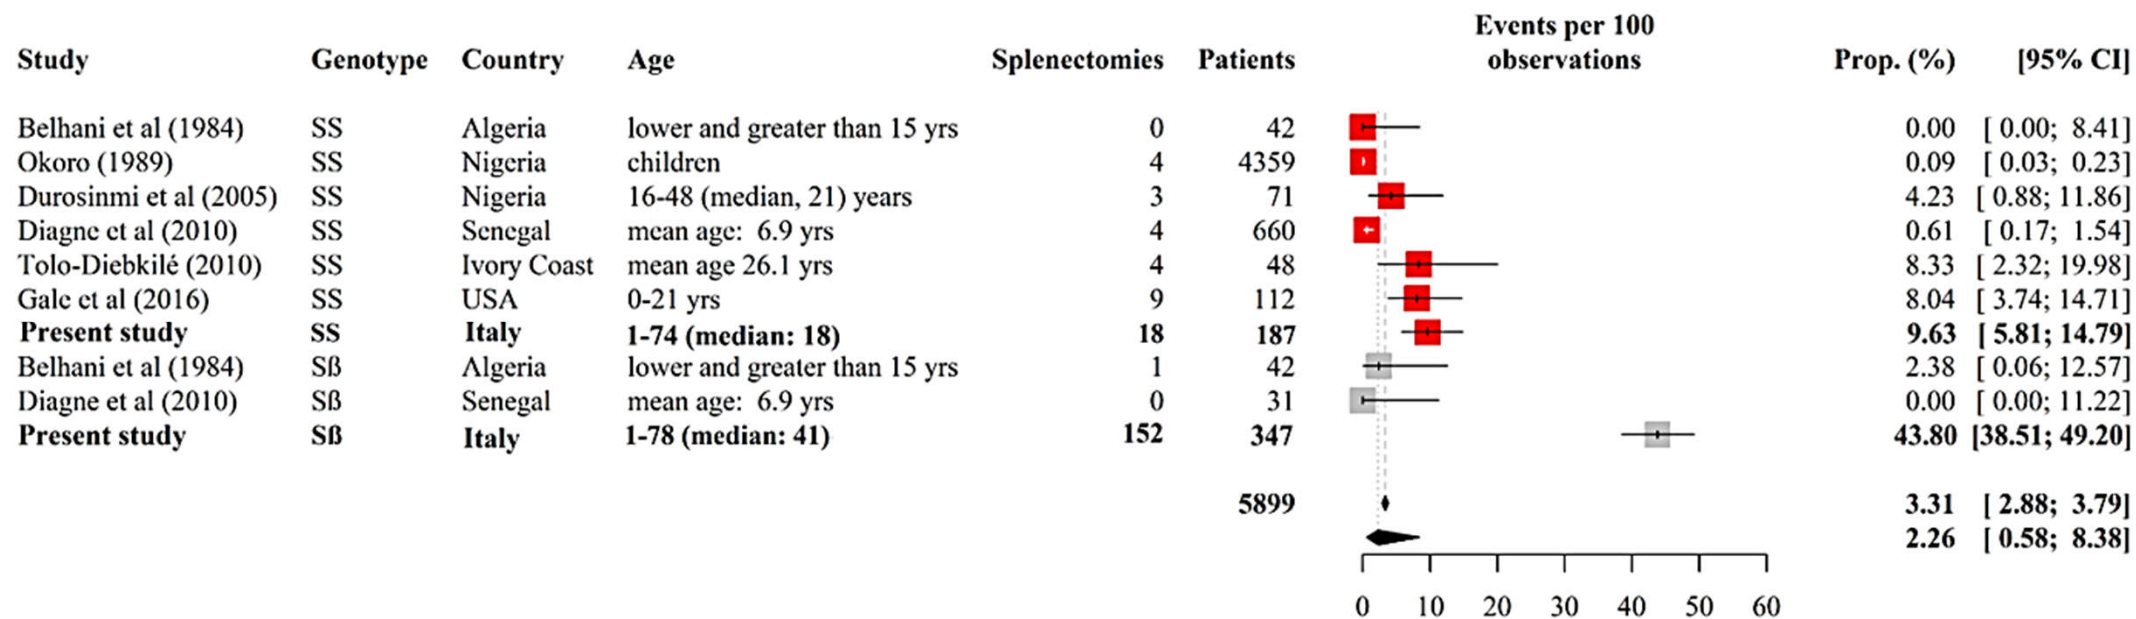 Events per 100
Study Genotype Country Age Splenectomies Patients observations Prop. (%) [95% CI]
Belhani et al (1984) SS Algeria lower and greater than 15 yrs 0 42 0.00 [ 0.00; 8.41]
Okoro (1989) SS Nigeria children 4 4359 0.09 [ 0.03; 0.23]
Durosinmi et al (2005) SS Nigeria 16-48 (median, 21) years 3 71 4.23 [ 0.88; 11.86]
Diagne et al (2010) SS Senegal mean age: 6.9 yrs 4 660 0.61 [ 0.17; 1.54]
Tolo-Diebkilé (2010) SS Ivory Coast mean age 26.1 yrs 4 48 8.33 [ 2.32; 19.98]
Gale et al (2016) SS USA 0-21 yrs 9 112 8.04 [ 3.74; 14.71]
Present study SS Italy 1-74 (median: 18) 18 187 9.63 [ 5.81; 14.79]
Belhani et al (1984) Sß Algeria lower and greater than 15 yrs 1 42 2.38 [ 0.06; 12.57]
Diagne et al (2010) Sß Senegal mean age: 6.9 yrs 0 31 0.00 [ 0.00; 11.22]
Present study Sß Italy 1-78 (median: 41) 152 347 43.80 [38.51; 49.20]
5899 3.31 [ 2.88; 3.79]
2.26 [ 0.58; 8.38]
0 10 20 30 40 50 60